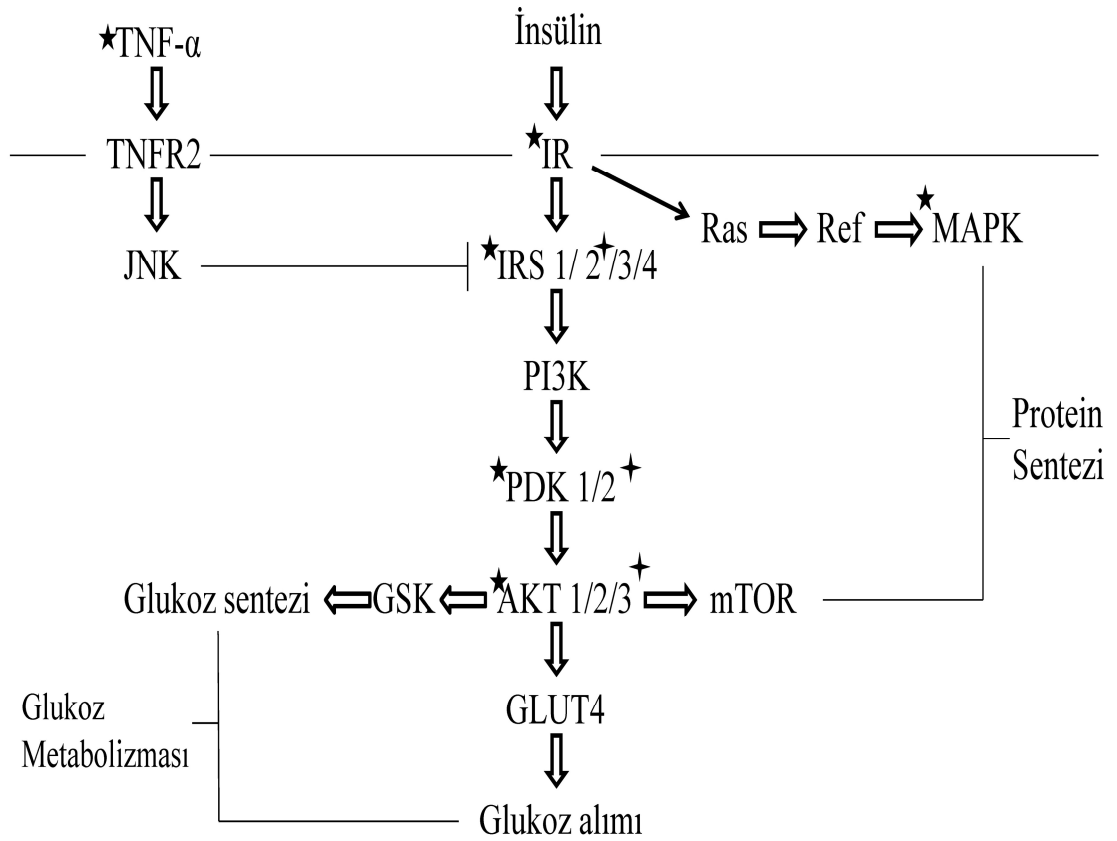 ★TNF-α
İnsülin
TNFR2
★IR
Ras
Ref
★MAPK
JNK
★IRS 1/ 2✦/3/4
PI3K
Protein
Sentezi
★PDK 1/2✦
Glukoz sentezi
GSK
★AKT 1/2/3✦
mTOR
Glukoz
Metabolizması
GLUT4
Glukoz alımı